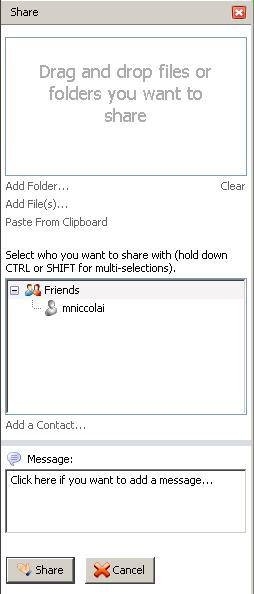 Share
Drag and drop files or
folders you want to
share
Add Folder... Clear
Add File(s)...
Paste From Clipboard
Select who you want to share with (hold down
CTRL or SHIFT for multi-selections).
Friends
mniccolai
Add a Contact...
Message:
Click here if you want to add a message...
Share Cancel